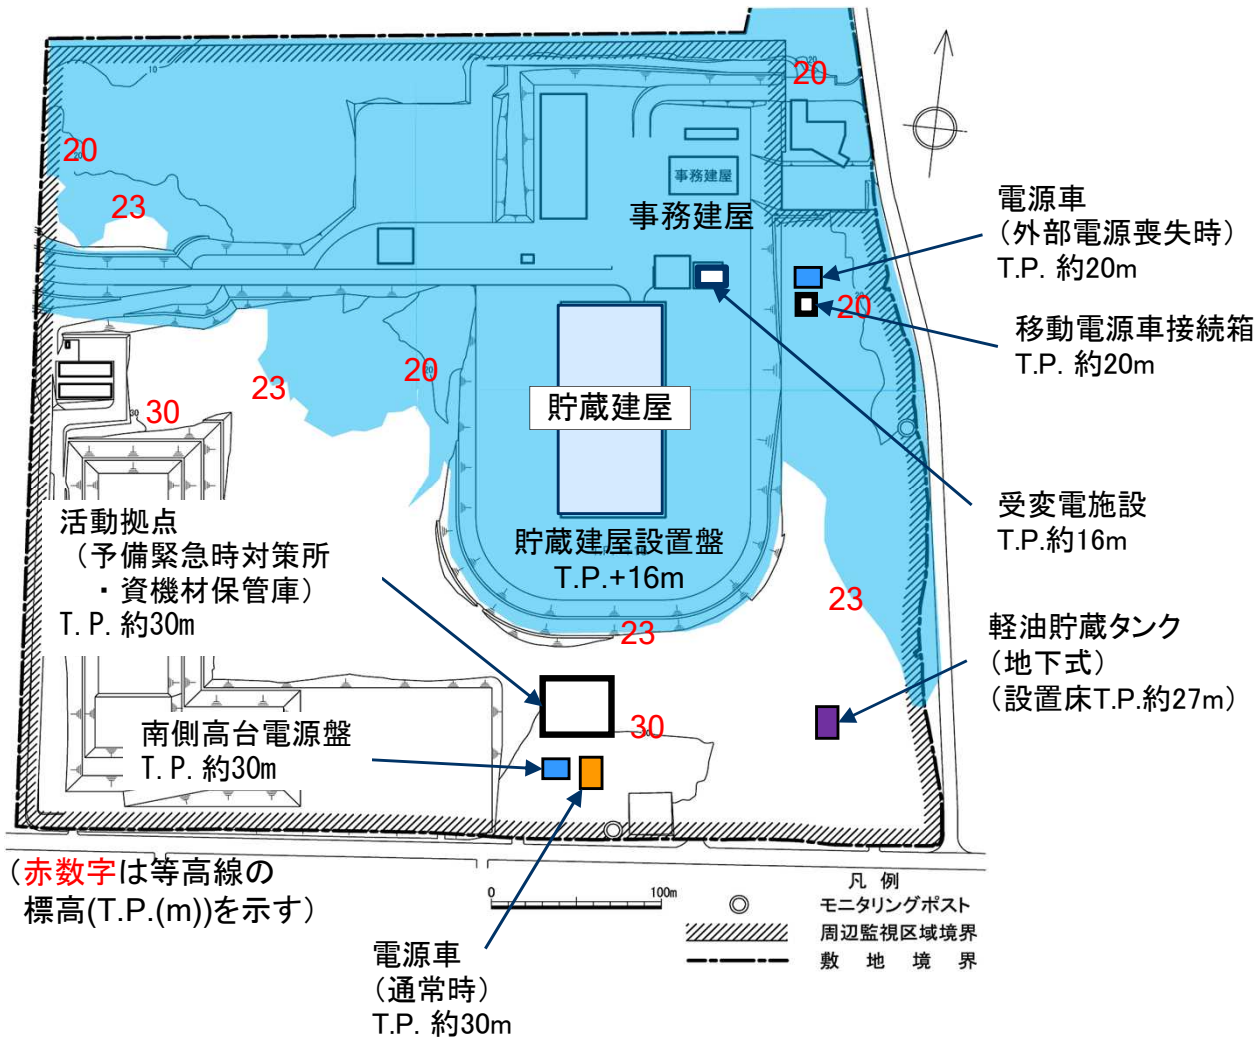 10
20
20
20
20
23
事務建屋
事務建屋
電源車
（外部電源喪失時）
T.P. 約20m
20
20
移動電源車接続箱
T.P. 約20m
20
20
23
30
30
貯蔵建屋
受変電施設
T.P.約16m
活動拠点
（予備緊急時対策所
・資機材保管庫）
T.P.約30m
貯蔵建屋設置盤
T.P.+16m
23
23
軽油貯蔵タンク
（地下式）
（設置床T.P.約27m）
南側高台電源盤
T.P.約30m
30
（赤数字は等高線の
標高(T.P.(m))を示す）
0 100m
凡 例
モニタリングポスト
周辺監視区域境界
敷 地 境 界
電源車
（通常時）
T.P. 約30m